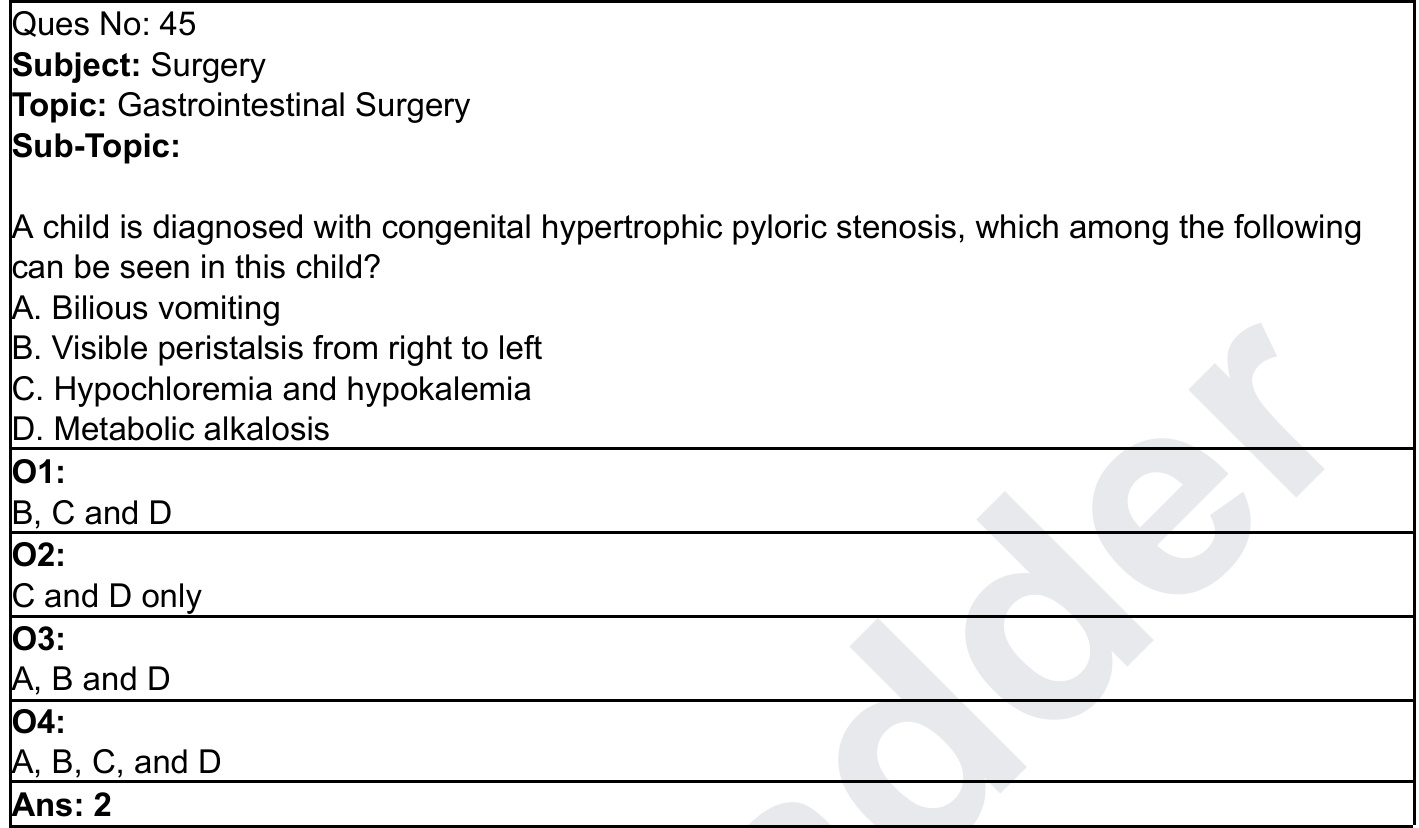 Ques No: 45
Subject: Surgery
Topic: Gastrointestinal Surgery
Sub-Topic:
A child is diagnosed with congenital hypertrophic pyloric stenosis, which among the following
can be seen in this child?
A. Bilious vomiting
B. Visible peristalsis from right to left
C. Hypochloremia and hypokalemia
D. Metabolic alkalosis
O1:
B, C and D
O2:
C and D only
O3:
A, B and D
O4:
A, B, C, and D
Ans: 2